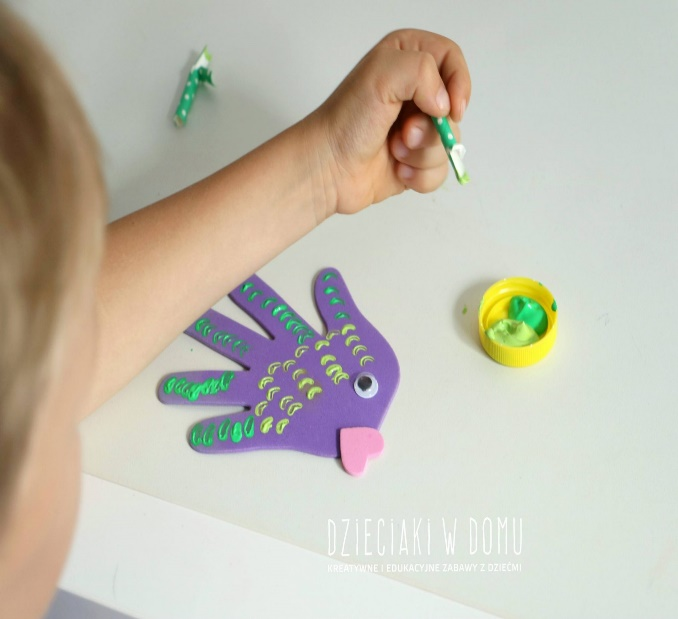 DZIECIAKI W DOMU
KREATYWNE I EDUKACYJNE ZABAWY Z DZIEĆMI